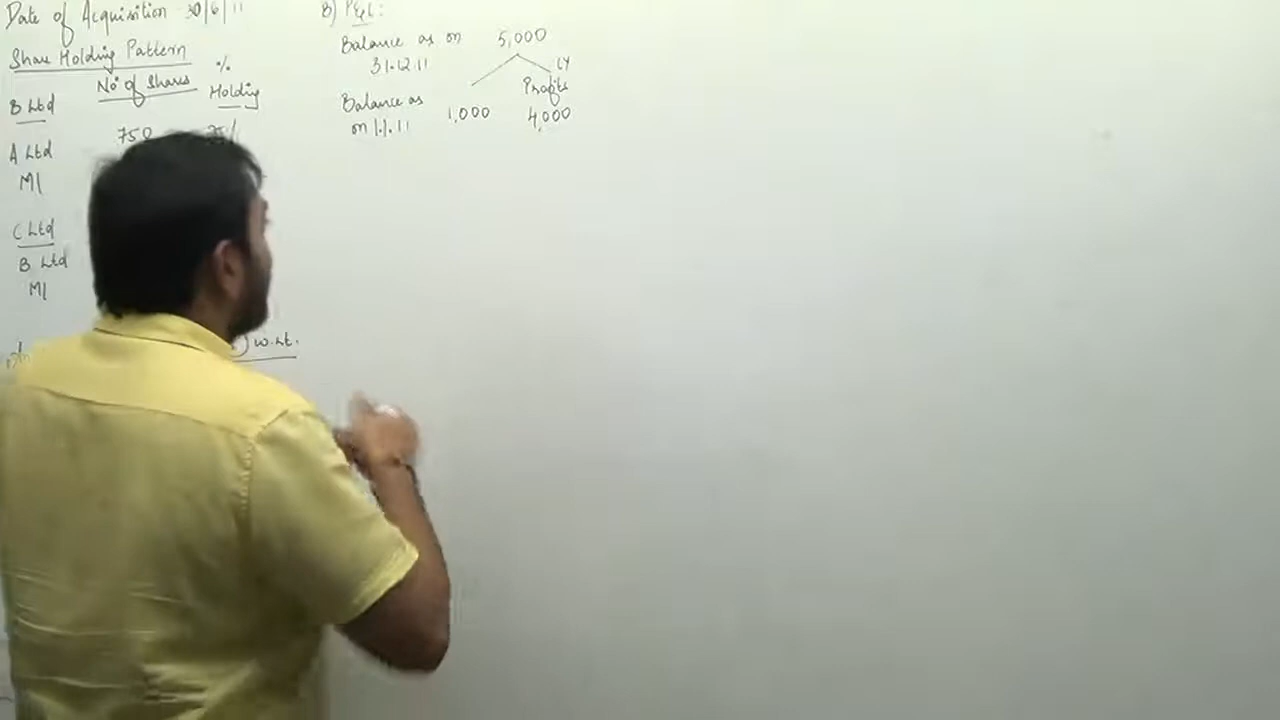 Date of Acquisition 30/6/11
Share Holding Pattern
No of Shares
%
Holding
B Ltd
A Ltd 750
MI
C Ltd
B Ltd
MI
W.N.
B) P&L:
Balance as on 5,000
31.12.11
CY
Profits
Balance as
on 1.1.11 1,000 4,000